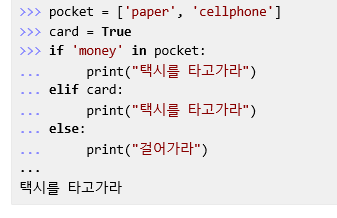 >>> pocket = ['paper', 'cellphone']
>>> card = True
>>> if 'money' in pocket:
...      print("택시를 타고가라")
... elif card:
...      print("택시를 타고가라")
... else:
...      print("걸어가라")
...
택시를 타고가라